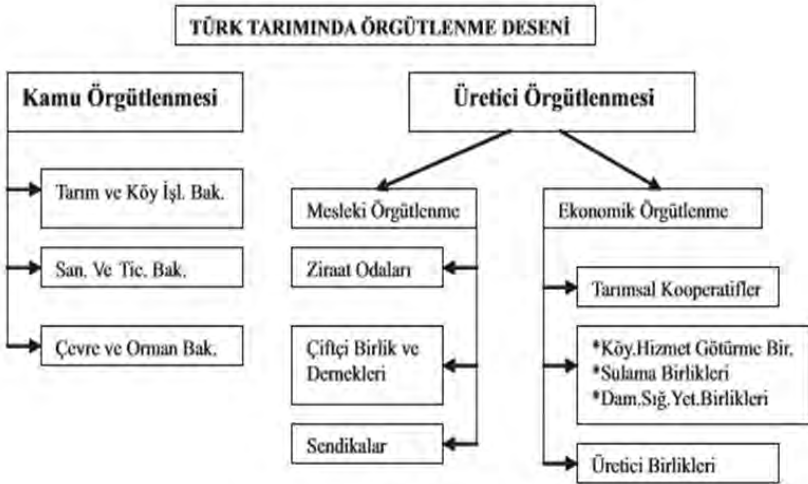 TÜRK TARIMINDA ÖRGÜTLENME DESENİ
Kamu Örgütlenmesi
Tarım ve Köy İşl. Bak.
San. Ve Tic. Bak.
Çevre ve Orman Bak.
Üretici Örgütlenmesi
Mesleki Örgütlenme
Ziraat Odaları
Çiftçi Birlik ve
Dernekleri
Sendikalar
Ekonomik Örgütlenme
Tarımsal Kooperatifler
*Köy.Hizmet Götürme Bir.
*Sulama Birlikleri
*Dam.Sığ.Yet.Birlikleri
Üretici Birlikleri